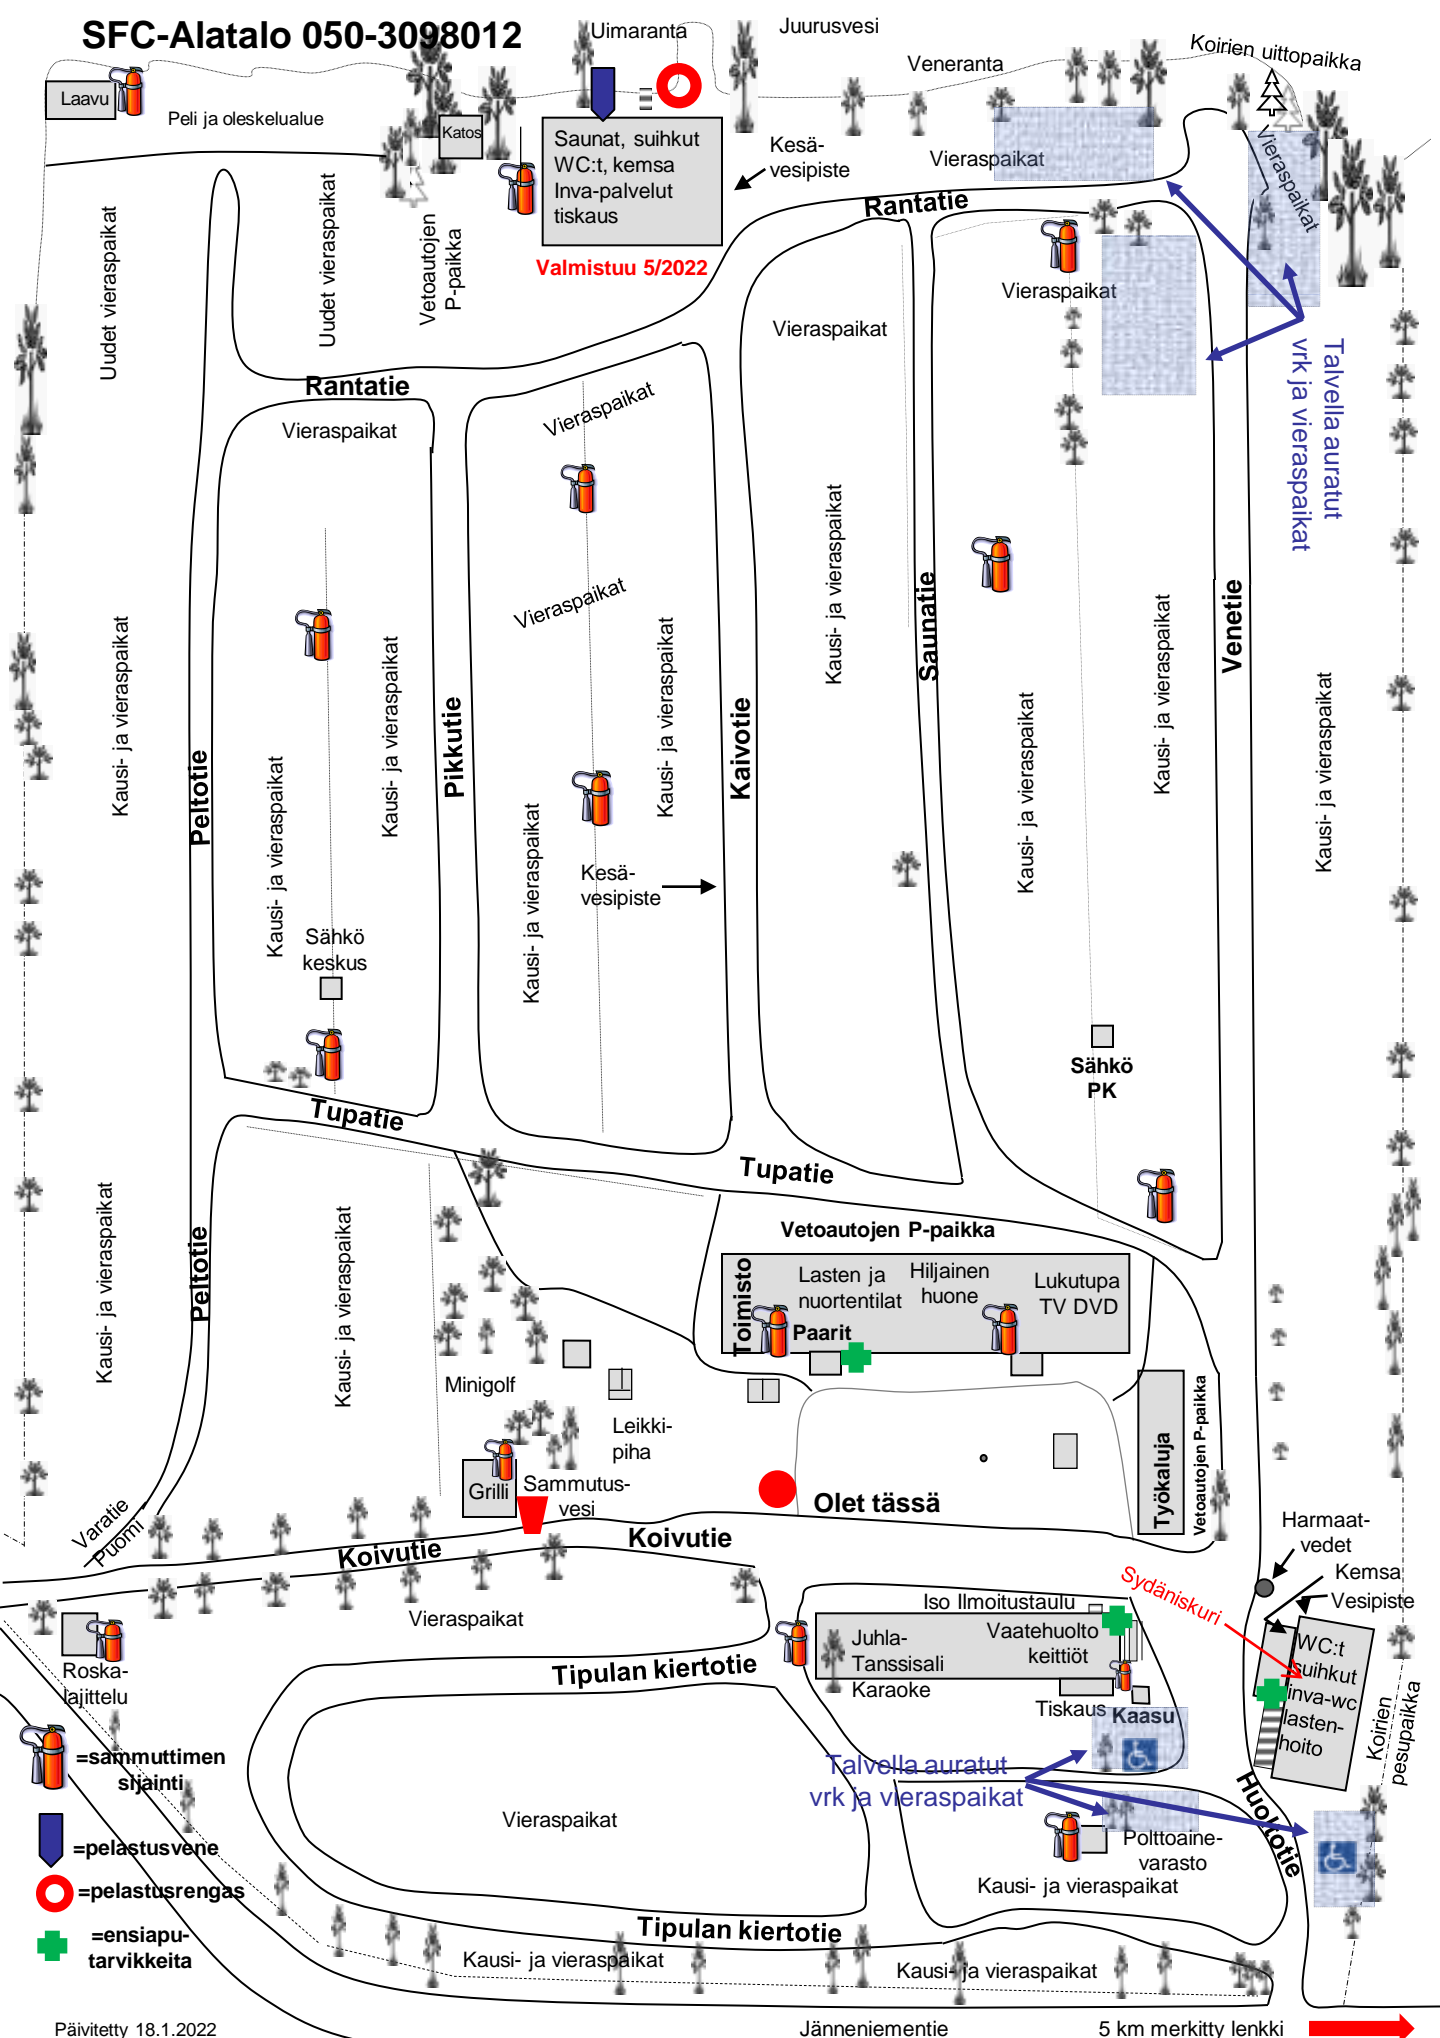 SFC-Alatalo 050-3098012
Uimaranta
Juurusvesi
Veneranta
Koirien uittopaikka
Laavu
Peli ja oleskelualue
Katos
Saunat, suihkut
WC:t, kemsa
Inva-palvelut
tiskaus
Valmistuu 5/2022
Kesä-
vesipiste
Vieraspaikat
Vieraspaikat
Rantatie
Uudet vieraspaikat
Uudet vieraspaikat
Vetoautojen
P-paikka
Vieraspaikat
Vieraspaikat
Talvella auratut
vrk ja vieraspaikat
Rantatie
Vieraspaikat
Vieraspaikat
Vieraspaikat
Kausi- ja vieraspaikat
Kausi- ja vieraspaikat
Kausi- ja vieraspaikat
Kausi- ja vieraspaikat
Kausi- ja vieraspaikat
Kausi- ja vieraspaikat
Kausi- ja vieraspaikat
Kausi- ja vieraspaikat
Kausi- ja vieraspaikat
Kausi- ja vieraspaikat
Peltotie
Pikkutie
Kaivotie
Saunatie
Venetie
Kesä-
vesipiste
Sähkö
keskus
Sähkö
PK
Tupatie
Tupatie
Peltotie
Kausi- ja vieraspaikat
Kausi- ja vieraspaikat
Vetoautojen P-paikka
Toimisto
Lasten ja
nuortentilat
Hiljainen
huone
Lukutupa
TV DVD
Paarit
Minigolf
Leikki-
piha
Työkaluja
Vetoautojen P-paikka
Grilli
Sammutus-
vesi
Olet tässä
Varatie
Puomi
Koivutie
Koivutie
Harmaat-
vedet
Kemsa
Vesipiste
Sydäniskuri
Vieraspaikat
Iso Ilmoitustaulu
Juhla-
Tanssisali
Karaoke
Vaatehuolto
keittiöt
WC:t
suihkut
inva-wc
lasten-
hoito
Koirien
pesupaikka
Roska-
lajittelu
Tipulan kiertotie
Tiskaus
Kaasu
=sammuttimen
sijainti
Talvella auratut
vrk ja vieraspaikat
Vieraspaikat
Polttoaine-
varasto
Huoltotie
=pelastusvene
=pelastusrengas
Kausi- ja vieraspaikat
Tipulan kiertotie
=ensiapu-
tarvikkeita
Kausi- ja vieraspaikat
Kausi- ja vieraspaikat
Päivitetty 18.1.2022
Jänneniementie
5 km merkitty lenkki